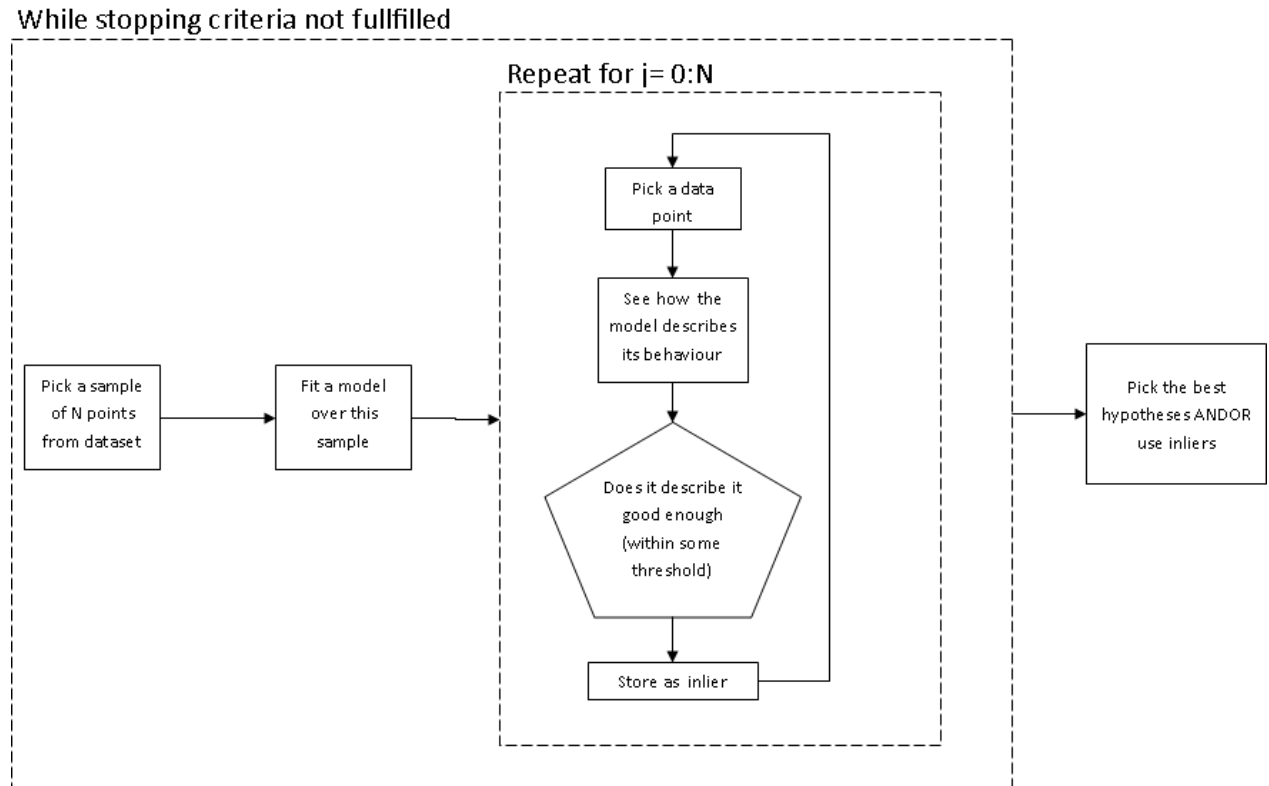 While stopping criteria not fullfilled
Repeat for j= 0:N
Pick a data
point
See how the
model describes
its behaviour
Pick a sample
of N points
from dataset
Fit a model
over this
sample
Does it describe it
good enough
(within some
threshold)
Store as inlier
Pick the best
hypotheses ANDOR
use inliers